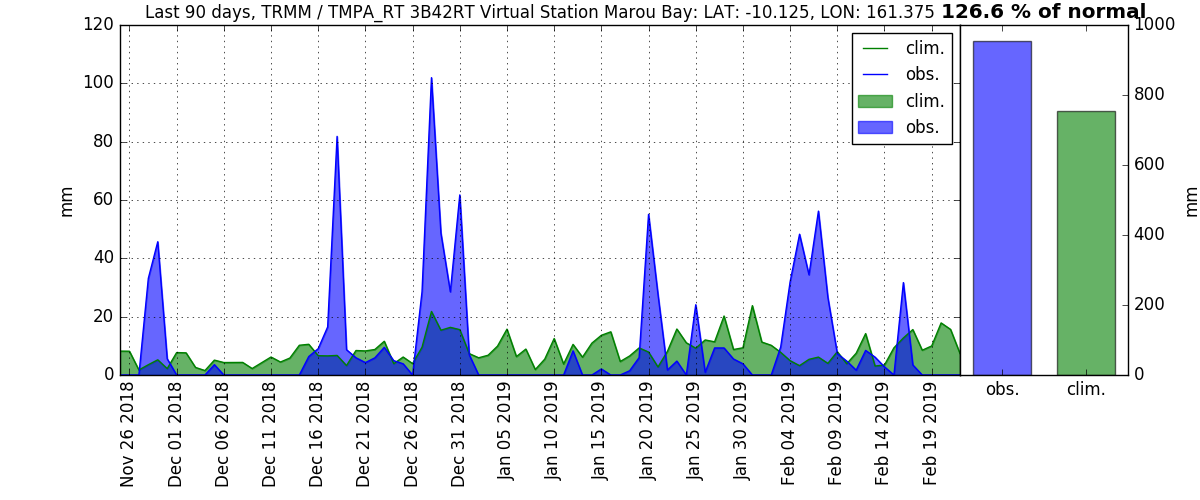 Last 90 days, TRMM / TMPA_RT 3B42RT Virtual Station Marou Bay: LAT: -10.125, LON: 161.375 126.6 % of normal
120
100
80
60
40
20
0
mm
clim.
obs.
clim.
obs.
Nov 26 2018
Dec 01 2018
Dec 06 2018
Dec 11 2018
Dec 16 2018
Dec 21 2018
Dec 26 2018
Dec 31 2018
Jan 05 2019
Jan 10 2019
Jan 15 2019
Jan 20 2019
Jan 25 2019
Jan 30 2019
Feb 04 2019
Feb 09 2019
Feb 14 2019
Feb 19 2019
1000
800
600
400
200
0
mm
obs.
clim.